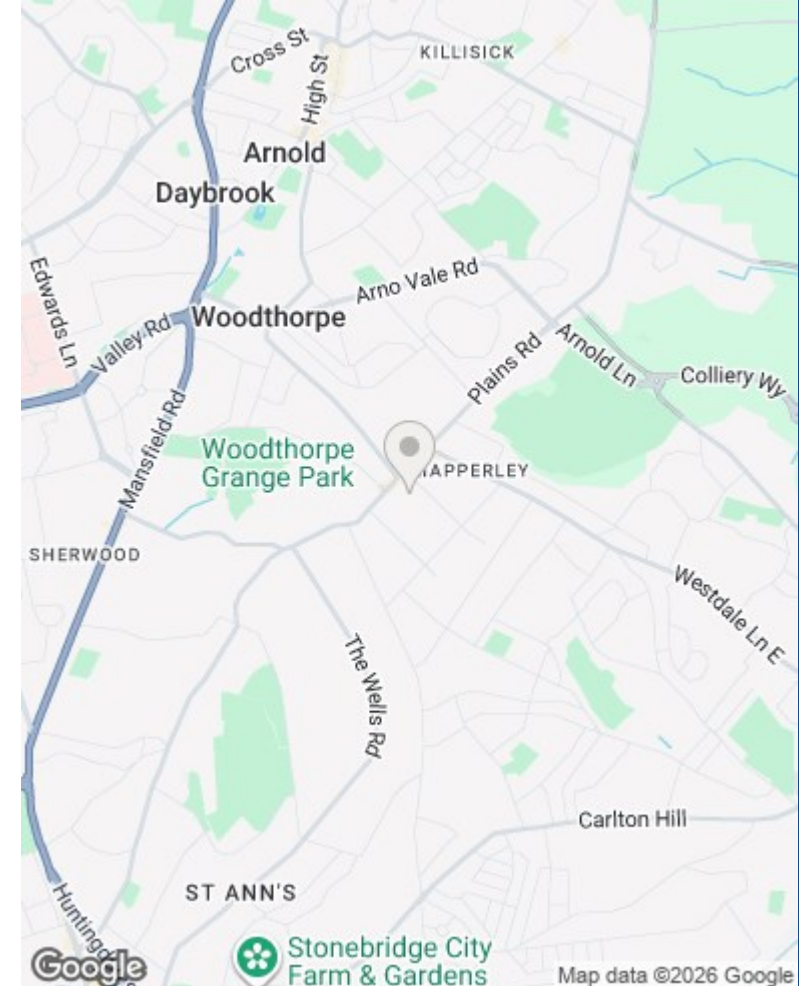 Cross St
KILLISICK
High St
Arnold
Daybrook
Edwards Ln
Arno Vale Rd
Woodthorpe
Valley Rd
Plains Rd
Arnold Ln
Colliery Wy
Mansfield Rd
Woodthorpe
Grange Park
APPERLEY
SHERWOOD
Westdale Ln E
The Wells Rd
Carlton Hill
ST ANN'S
Stonebridge City
Farm & Gardens
Google
Map data ©2026 Google